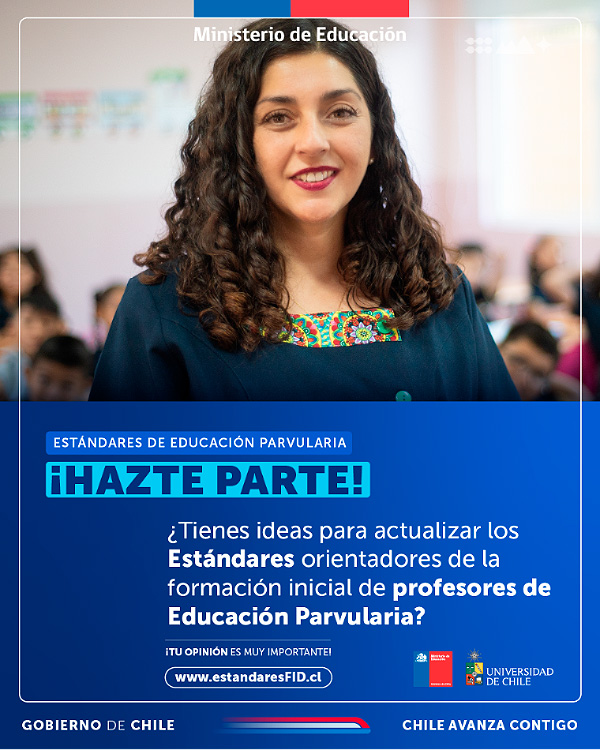 Ministerio de Educación
ESTÁNDARES DE EDUCACIÓN PARVULARIA
¡HAZTE PARTE!
¿Tienes ideas para actualizar los
Estándares orientadores de la
formación inicial de profesores de
Educación Parvularia?
¡TU OPINIÓN ES MUY IMPORTANTE!
www.estandaresFID.cl
UNIVERSIDAD
DE CHILE
GOBIERNO DE CHILE
CHILE AVANZA CONTIGO